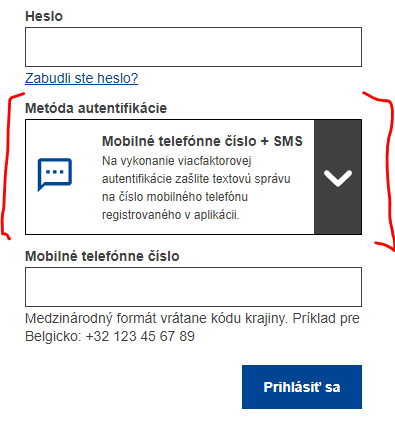 Heslo
Zabudli ste heslo?
Metóda autentifikácie
Mobilné telefónne číslo + SMS
Na vykonanie viacfaktorovej
autentifikácie zašlite textovú správu
na číslo mobilného telefónu
registrovaného v aplikácii.
Mobilné telefónne číslo
Medzinárodný formát vrátane kódu krajiny. Príklad pre
Belgicko: +32 123 45 67 89
Prihlásiť sa